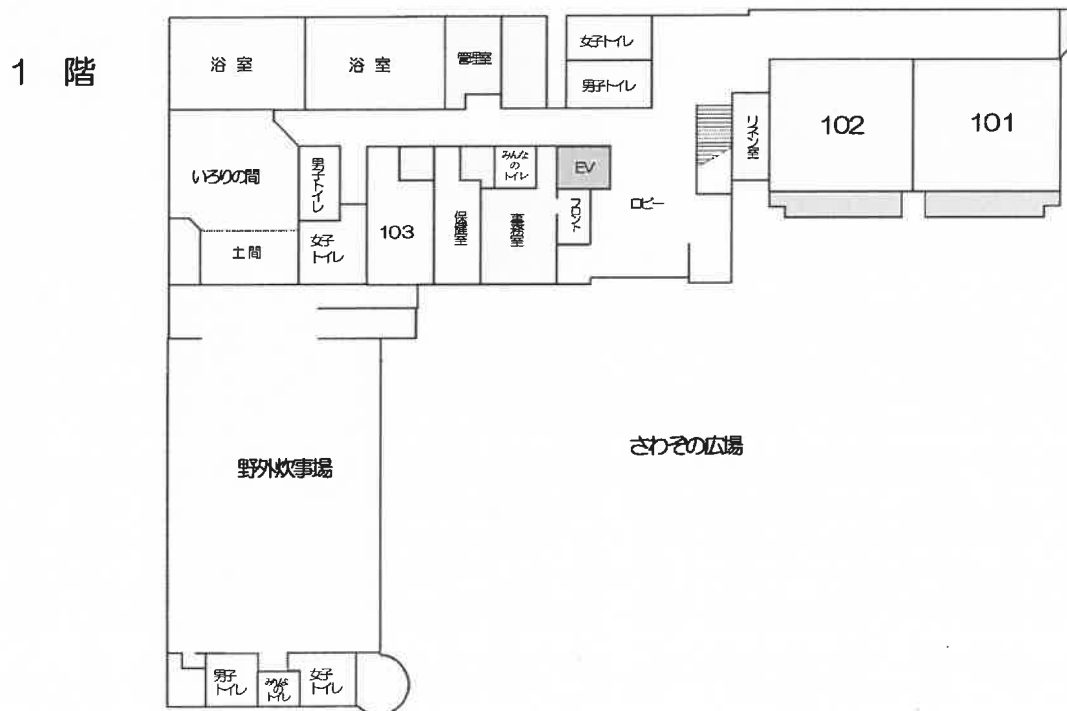 1 階
浴 室
浴 室
管理室
女子トイレ
男子トイレ
リネン室
102
101
いろりの間
男子トイレ
みんな
の
トイレ
EV
ロビー
フロント
103
保健室
事務室
土 間
女子
トイレ
野外炊事場
さわぞの広場
男子
トイレ
みんな
の
トイレ
女子
トイレ